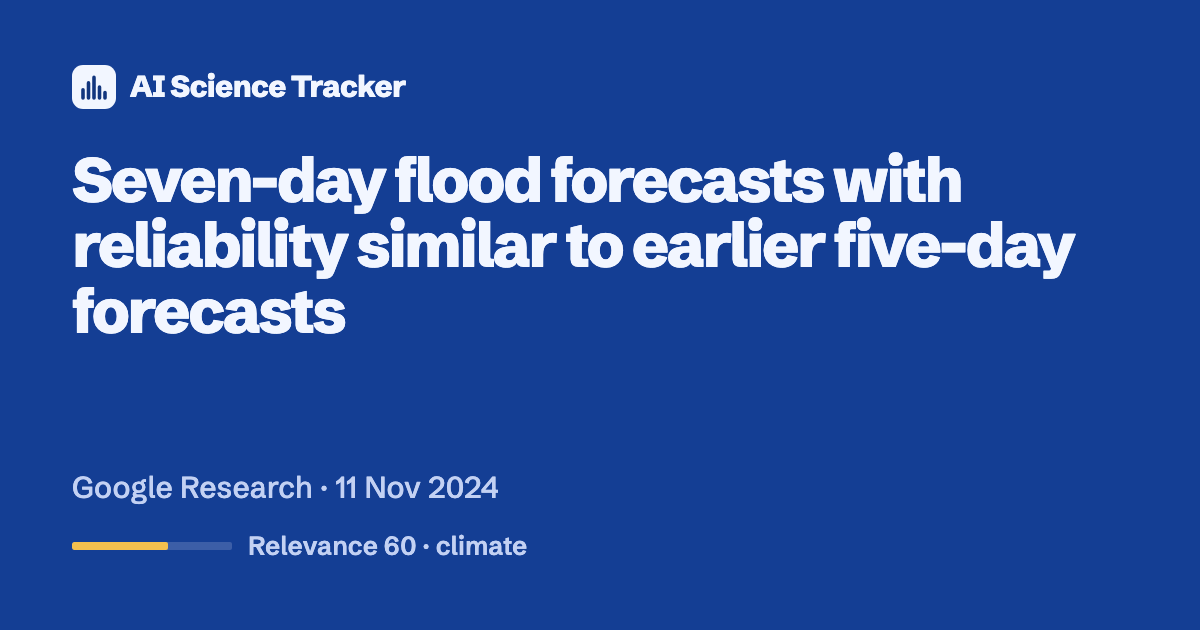 AI Science Tracker
Seven-day flood forecasts with
reliability similar to earlier five-day
forecasts
Google Research · 11 Nov 2024
Relevance 60 · climate